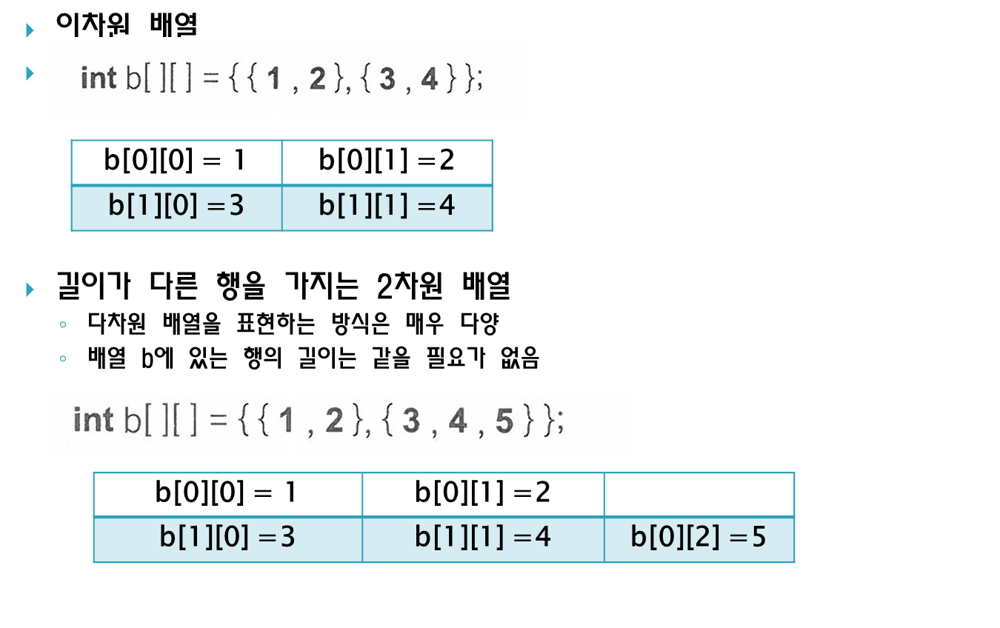 이차원 배열
int b[ ][ ] = { { 1 , 2 }, { 3 , 4 } };
b[0][0] = 1 b[0][1] =2
b[1][0] =3 b[1][1] =4
길이가 다른 행을 가지는 2차원 배열
다차원 배열을 표현하는 방식은 매우 다양
배열 b에 있는 행의 길이는 같을 필요가 없음
int b[ ][ ] = { { 1 , 2 }, { 3 , 4 , 5 } };
b[0][0] = 1 b[0][1] =2
b[1][0] =3 b[1][1] =4 b[0][2] =5